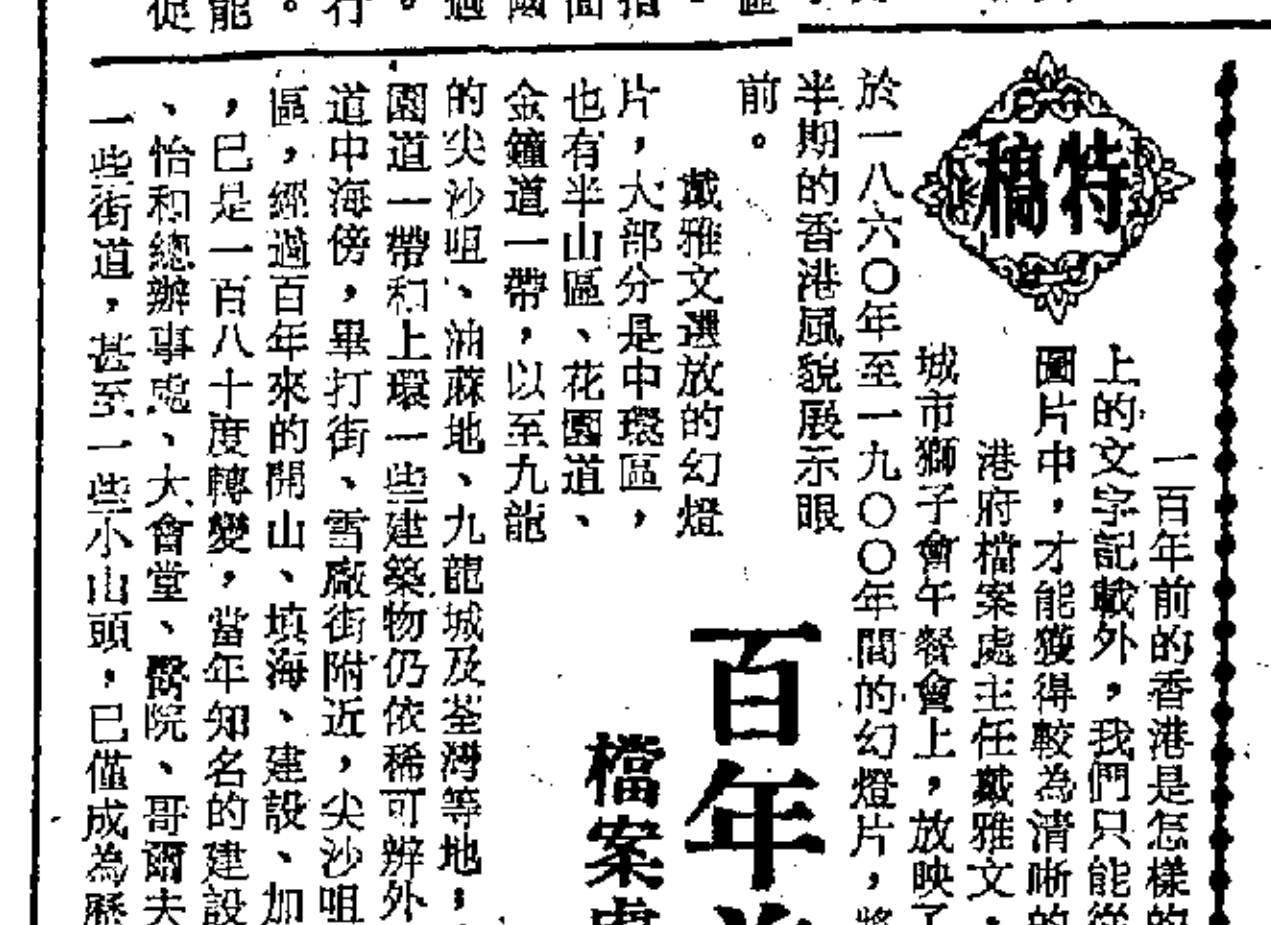 特稿
一百年前的香港是怎樣的
上的文字記載外，我們只能從
圖片中，才能獲得較為清晰的
港府檔案處主任戴雅文，
城市獅子會午餐會上，放映了
於一八六〇年至一九〇〇年間的幻燈片，將
半期的香港風貌展示眼
前。
百年
檔案處
戴雅文選放的幻燈
片，大部分是中環區，
也有半山區、花園道、
金鐘道一帶，以至九龍
的尖沙咀、油蔴地、九龍城及荃灣等地；
園道一帶和上環一些建築物仍依稀可辨外
道中海傍，畢打街、雪廠街附近，尖沙咀
區，經過百年來的開山、填海、建設、加
，已是一百八十度轉變，當年知名的建設
、怡和總辦事處、大會堂、醫院、哥爾夫
一些街道，甚至一些小山頭，已僅成為歷